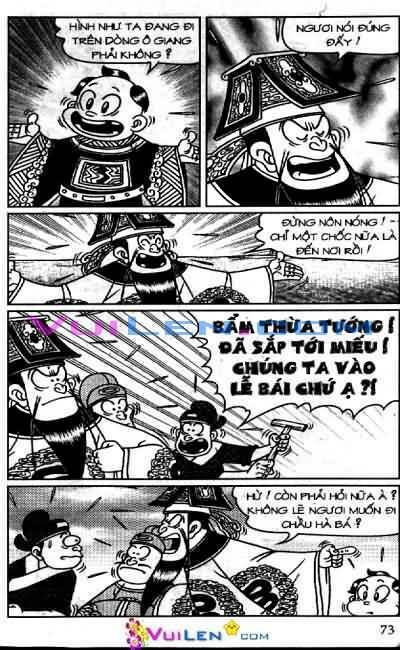 HÌNH NHƯ TA ĐANG ĐI
TRÊN DÒNG Ô GIANG
PHẢI KHÔNG ?
NGƯƠI NÓI ĐÚNG
ĐẤY !
ĐỪNG NÔN NÓNG ! -
CHỈ MỘT CHỐC NỮA LÀ
ĐẾN NƠI RỒI !
VUILEN.COM
BẨM THỪA TƯỚNG !
ĐÃ SẮP TỚI MIẾU !
CHÚNG TA VÀO
LỄ BÁI CHỨ Ạ ?!
HỪ ! CÒN PHẢI HỎI NỮA À ?
KHÔNG LẼ NGƯƠI MUỐN ĐI
CHẦU HÀ BÁ ?
73
VUILEN.COM